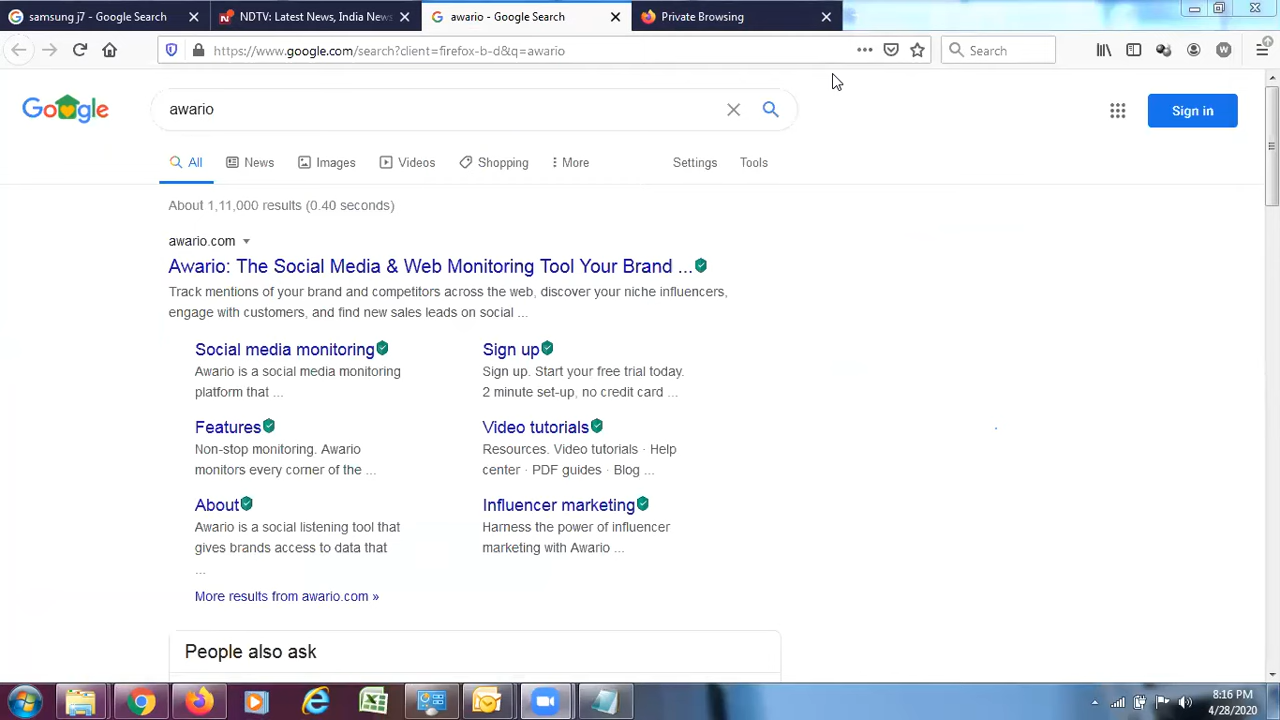 samsung j7 - Google Search
NDTV: Latest News, India News
awario - Google Search
Private Browsing
https://www.google.com/search?client=firefox-b-d&q=awario
Search
Google
awario
Sign in
All
News
Images
Videos
Shopping
More
Settings
Tools
About 1,11,000 results (0.40 seconds)
awario.com
Awario: The Social Media & Web Monitoring Tool Your Brand ...
Track mentions of your brand and competitors across the web, discover your niche influencers,
engage with customers, and find new sales leads on social ...
Social media monitoring
Awario is a social media monitoring
platform that ...
Sign up
Sign up. Start your free trial today.
2 minute set-up, no credit card ...
Features
Non-stop monitoring. Awario
monitors every corner of the ...
Video tutorials
Resources. Video tutorials · Help
center · PDF guides · Blog ...
About
Awario is a social listening tool that
gives brands access to data that
...
Influencer marketing
Harness the power of influencer
marketing with Awario ...
More results from awario.com »
People also ask
8:16 PM
4/28/2020